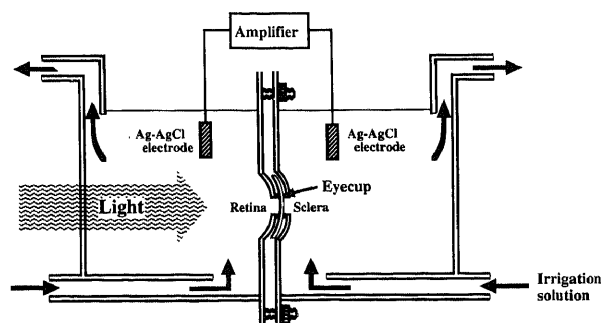 Amplifier
Ag-AgCl
electrode
Ag-AgCl
electrode
Eyecup
Light
Retina
Sclera
Irrigation
solution